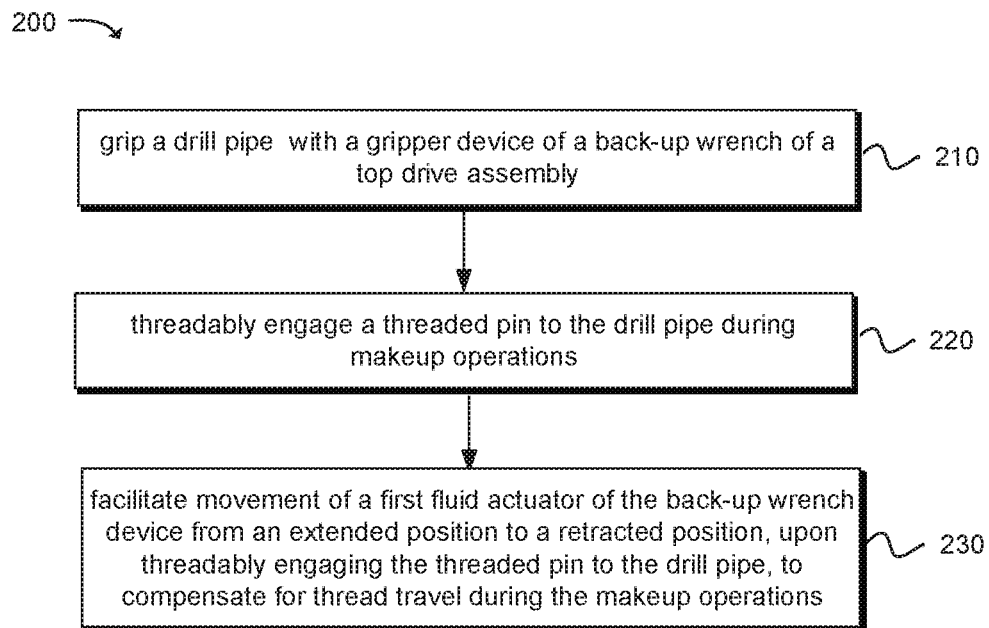 200
grip a drill pipe with a gripper device of a back-up wrench of a
top drive assembly
210
threadably engage a threaded pin to the drill pipe during
makeup operations
220
facilitate movement of a first fluid actuator of the back-up wrench
device from an extended position to a retracted position, upon
threadably engaging the threaded pin to the drill pipe, to
compensate for thread travel during the makeup operations
230